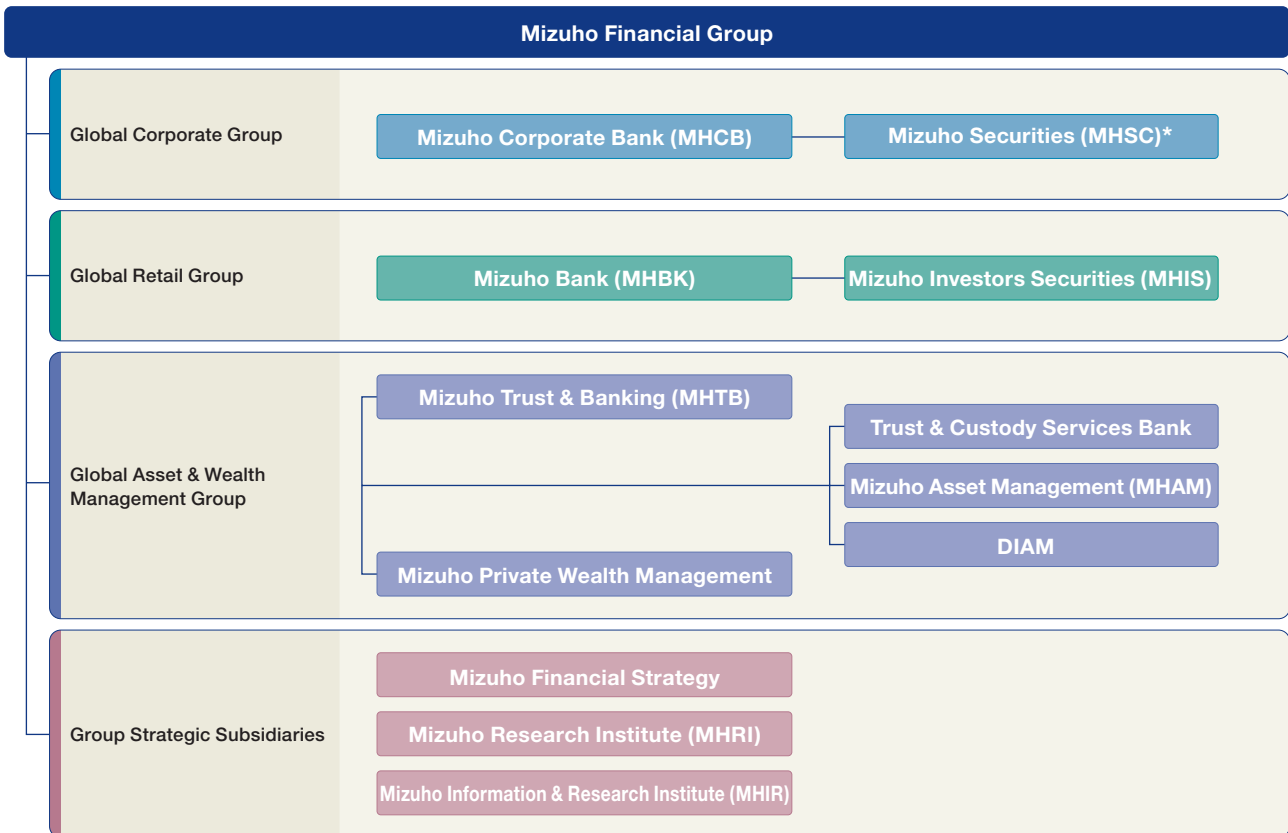 Mizuho Financial Group
Global Corporate Group
Mizuho Corporate Bank (MHCB)
Mizuho Securities (MHSC)*
Global Retail Group
Mizuho Bank (MHBK)
Mizuho Investors Securities (MHIS)
Global Asset & Wealth
Management Group
Mizuho Trust & Banking (MHTB)
Mizuho Private Wealth Management
Trust & Custody Services Bank
Mizuho Asset Management (MHAM)
DIAM
Group Strategic Subsidiaries
Mizuho Financial Strategy
Mizuho Research Institute (MHRI)
Mizuho Information & Research Institute (MHIR)